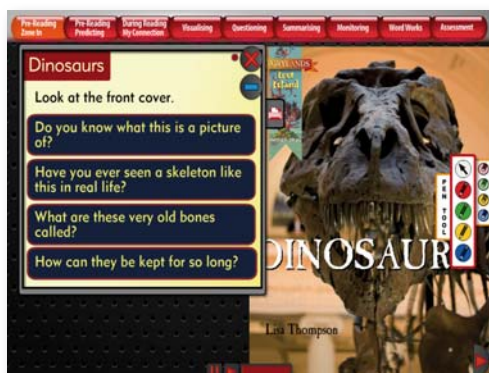 Pre-Reading
Zone In
Pre-Reading
Predicting
During Reading
My Connection
Visualising
Questioning
Summarising
Monitoring
Word Works
Assessment
Dinosaurs
Look at the front cover.
Do you know what this is a picture
of?
Have you ever seen a skeleton like
this in real life?
What are these very old bones
called?
How can they be kept for so long?
Island
PEN TOOL
DINOSAUR
Lisa Thompson